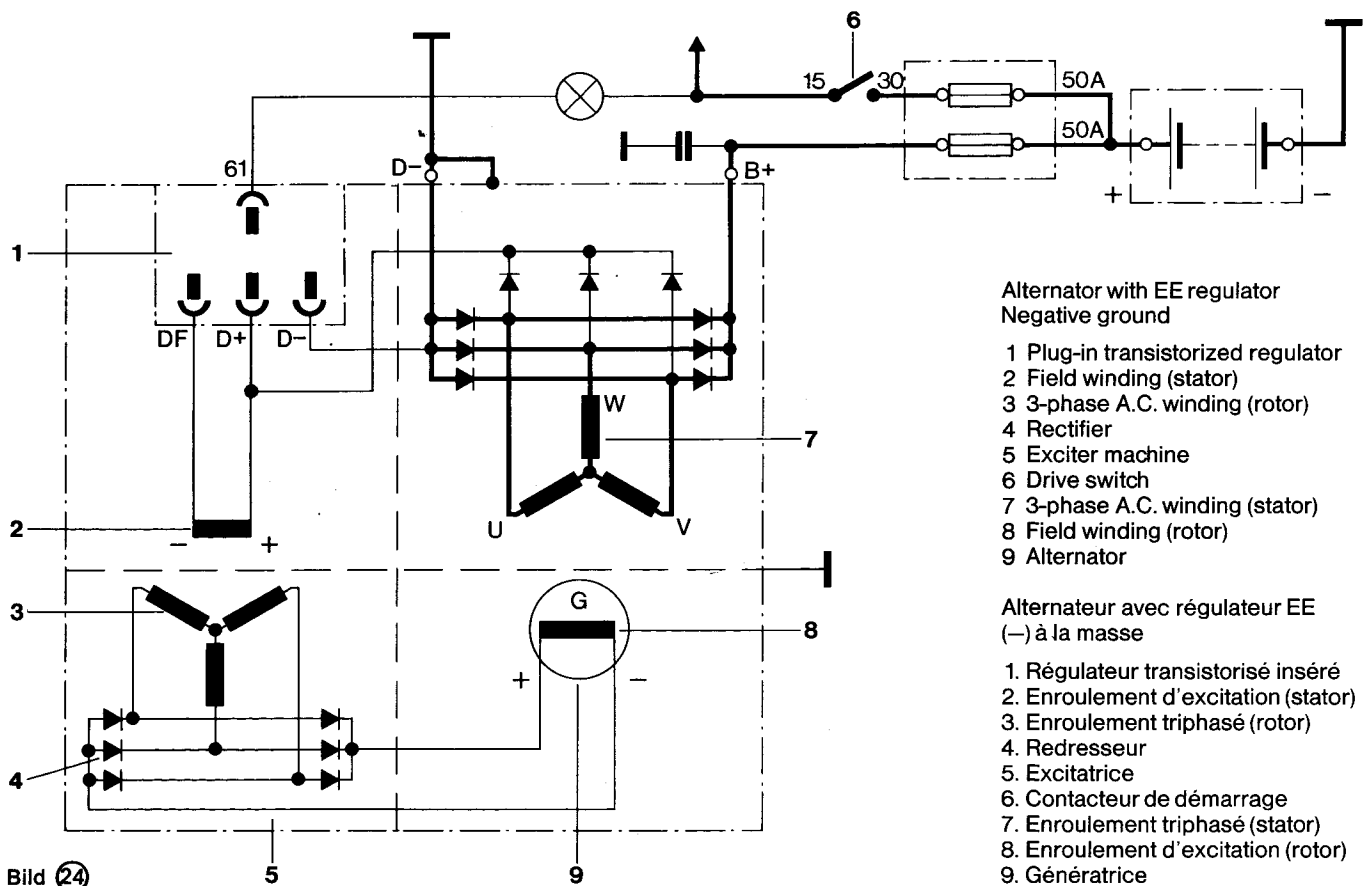 6
15
30
50A
50A
61
D–
B+
+
–
1
DF
D+
D–
W
7
2
–
+
U
V
3
G
8
+
–
4
Bild 24
5
9
Alternator with EE regulator
Negative ground
1 Plug-in transistorized regulator
2 Field winding (stator)
3 3-phase A.C. winding (rotor)
4 Rectifier
5 Exciter machine
6 Drive switch
7 3-phase A.C. winding (stator)
8 Field winding (rotor)
9 Alternator
Alternateur avec régulateur EE
(—) à la masse
1. Régulateur transistorisé inséré
2. Enroulement d'excitation (stator)
3. Enroulement triphasé (rotor)
4. Redresseur
5. Excitatrice
6. Contacteur de démarrage
7. Enroulement triphasé (stator)
8. Enroulement d'excitation (rotor)
9. Génératrice